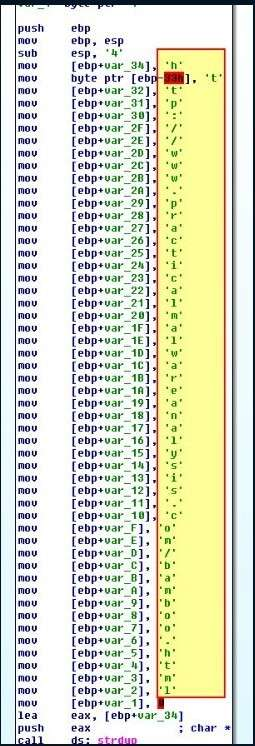 push ebp
mov ebp, esp
sub esp, '4'
mov [ebp+var_34], 'h'
mov byte ptr [ebp-33h], 't'
mov [ebp+var_32], 't'
mov [ebp+var_31], 'p'
mov [ebp+var_30], ':'
mov [ebp+var_2F], '/'
mov [ebp+var_2E], '/'
mov [ebp+var_2D], 'w'
mov [ebp+var_2C], 'w'
mov [ebp+var_2B], 'w'
mov [ebp+var_2A], '.'
mov [ebp+var_29], 'p'
mov [ebp+var_28], 'r'
mov [ebp+var_27], 'a'
mov [ebp+var_26], 'c'
mov [ebp+var_25], 't'
mov [ebp+var_24], 'i'
mov [ebp+var_23], 'c'
mov [ebp+var_22], 'a'
mov [ebp+var_21], 'l'
mov [ebp+var_20], 'm'
mov [ebp+var_1F], 'a'
mov [ebp+var_1E], 'l'
mov [ebp+var_1D], 'w'
mov [ebp+var_1C], 'a'
mov [ebp+var_1B], 'r'
mov [ebp+var_1A], 'e'
mov [ebp+var_19], 'a'
mov [ebp+var_18], 'n'
mov [ebp+var_17], 'a'
mov [ebp+var_16], 'l'
mov [ebp+var_15], 'y'
mov [ebp+var_14], 's'
mov [ebp+var_13], 'i'
mov [ebp+var_12], 's'
mov [ebp+var_11], '.'
mov [ebp+var_10], 'c'
mov [ebp+var_F], 'o'
mov [ebp+var_E], 'm'
mov [ebp+var_D], '/'
mov [ebp+var_C], 'b'
mov [ebp+var_B], 'a'
mov [ebp+var_A], 'm'
mov [ebp+var_9], 'b'
mov [ebp+var_8], 'o'
mov [ebp+var_7], 'o'
mov [ebp+var_6], '.'
mov [ebp+var_5], 'h'
mov [ebp+var_4], 't'
mov [ebp+var_3], 'm'
mov [ebp+var_2], 'l'
mov [ebp+var_1],
lea eax, [ebp+var_34]
push eax ; char *
call ds:strdup